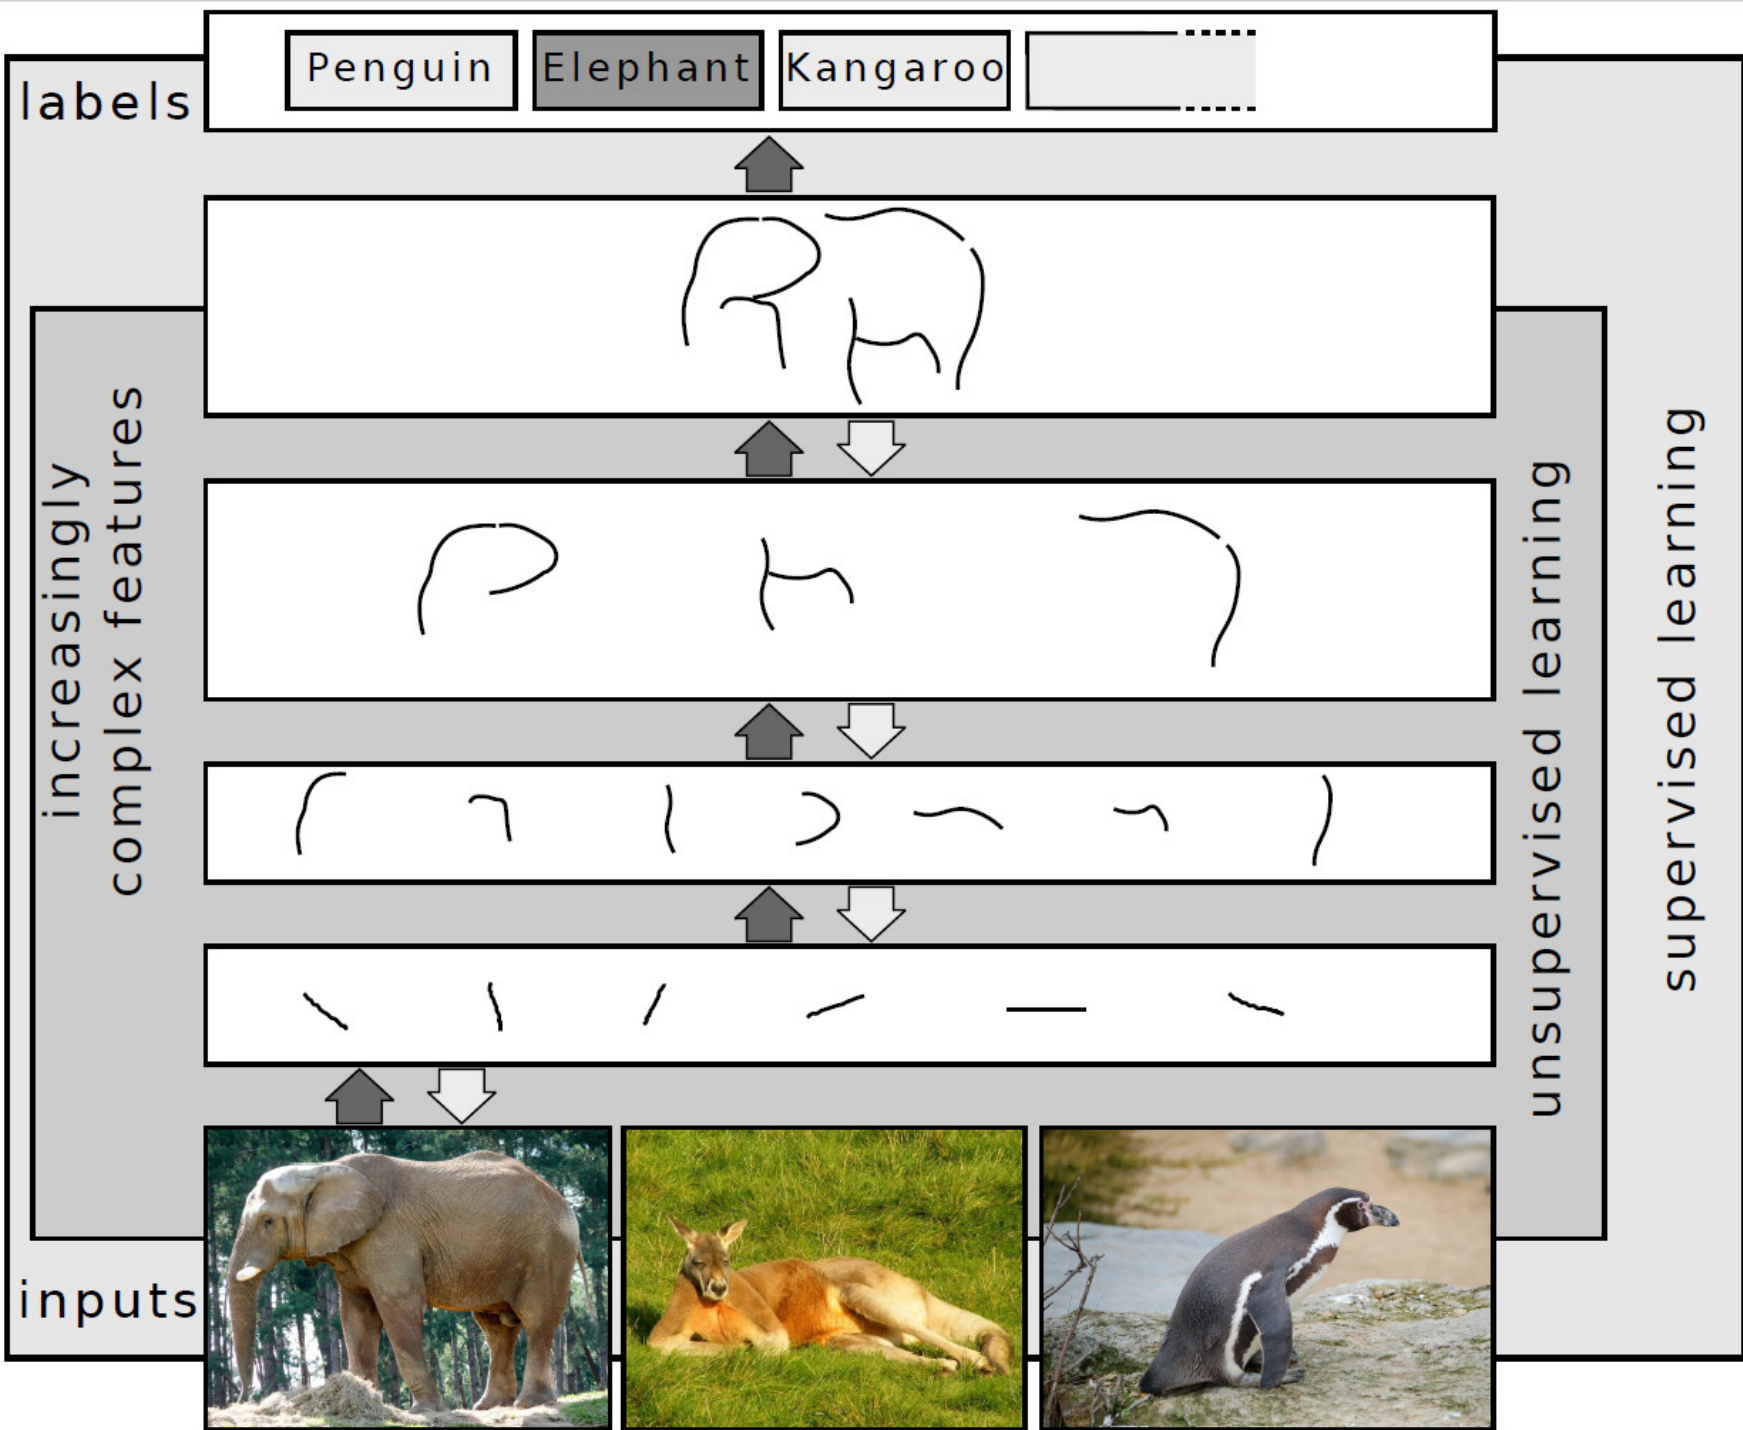 Penguin
Elephant
Kangaroo
labels
increasingly
complex features
unsupervised learning
supervised learning
inputs